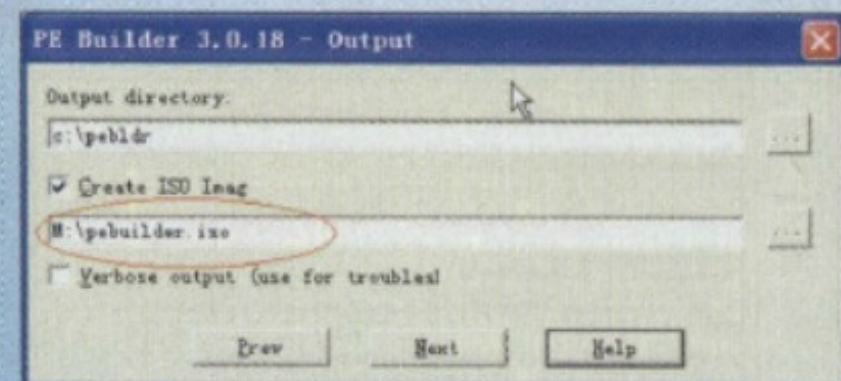 PE Builder 3.0.18 - Output
Output directory:
c:\pebldr
...
Create ISO Imag
M:\pebuilder.iso
...
Verbose output (use for troubles)
Prev Next Help